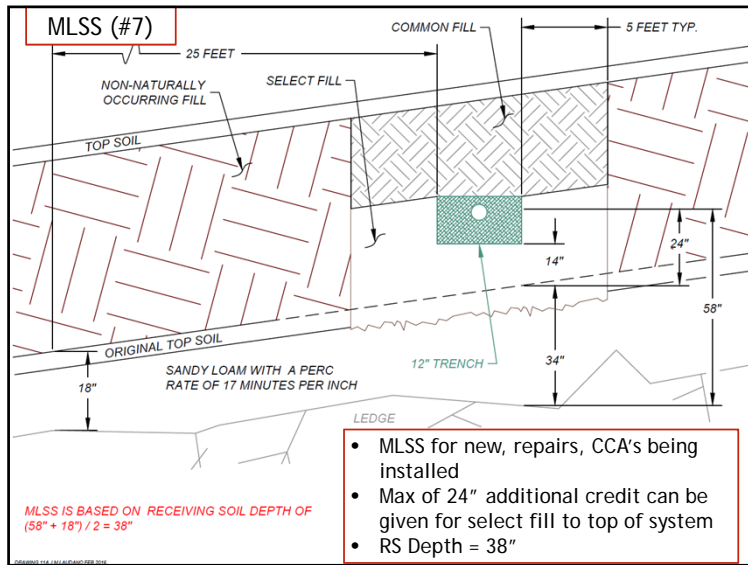 MLSS (#7)
COMMON FILL
5 FEET TYP.
25 FEET
NON-NATURALLY
OCCURRING FILL
SELECT FILL
TOP SOIL
24"
14"
58"
ORIGINAL TOP SOIL
34"
12" TRENCH
18"
SANDY LOAM WITH A PERC
RATE OF 17 MINUTES PER INCH
LEDGE
MLSS IS BASED ON RECEIVING SOIL DEPTH OF
(58" + 18") / 2 = 38"
• MLSS for new, repairs, CCA's being
installed
• Max of 24" additional credit can be
given for select fill to top of system
• RS Depth = 38"